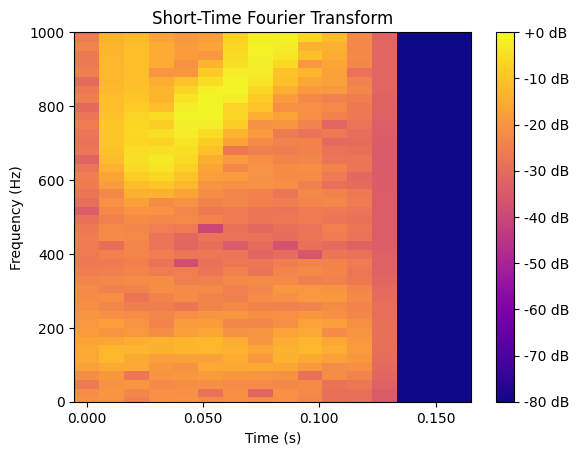 Short-Time Fourier Transform
1000
800
600
400
200
0
Frequency (Hz)
0.000
0.050
0.100
0.150
Time (s)
+0 dB
-10 dB
-20 dB
-30 dB
-40 dB
-50 dB
-60 dB
-70 dB
-80 dB